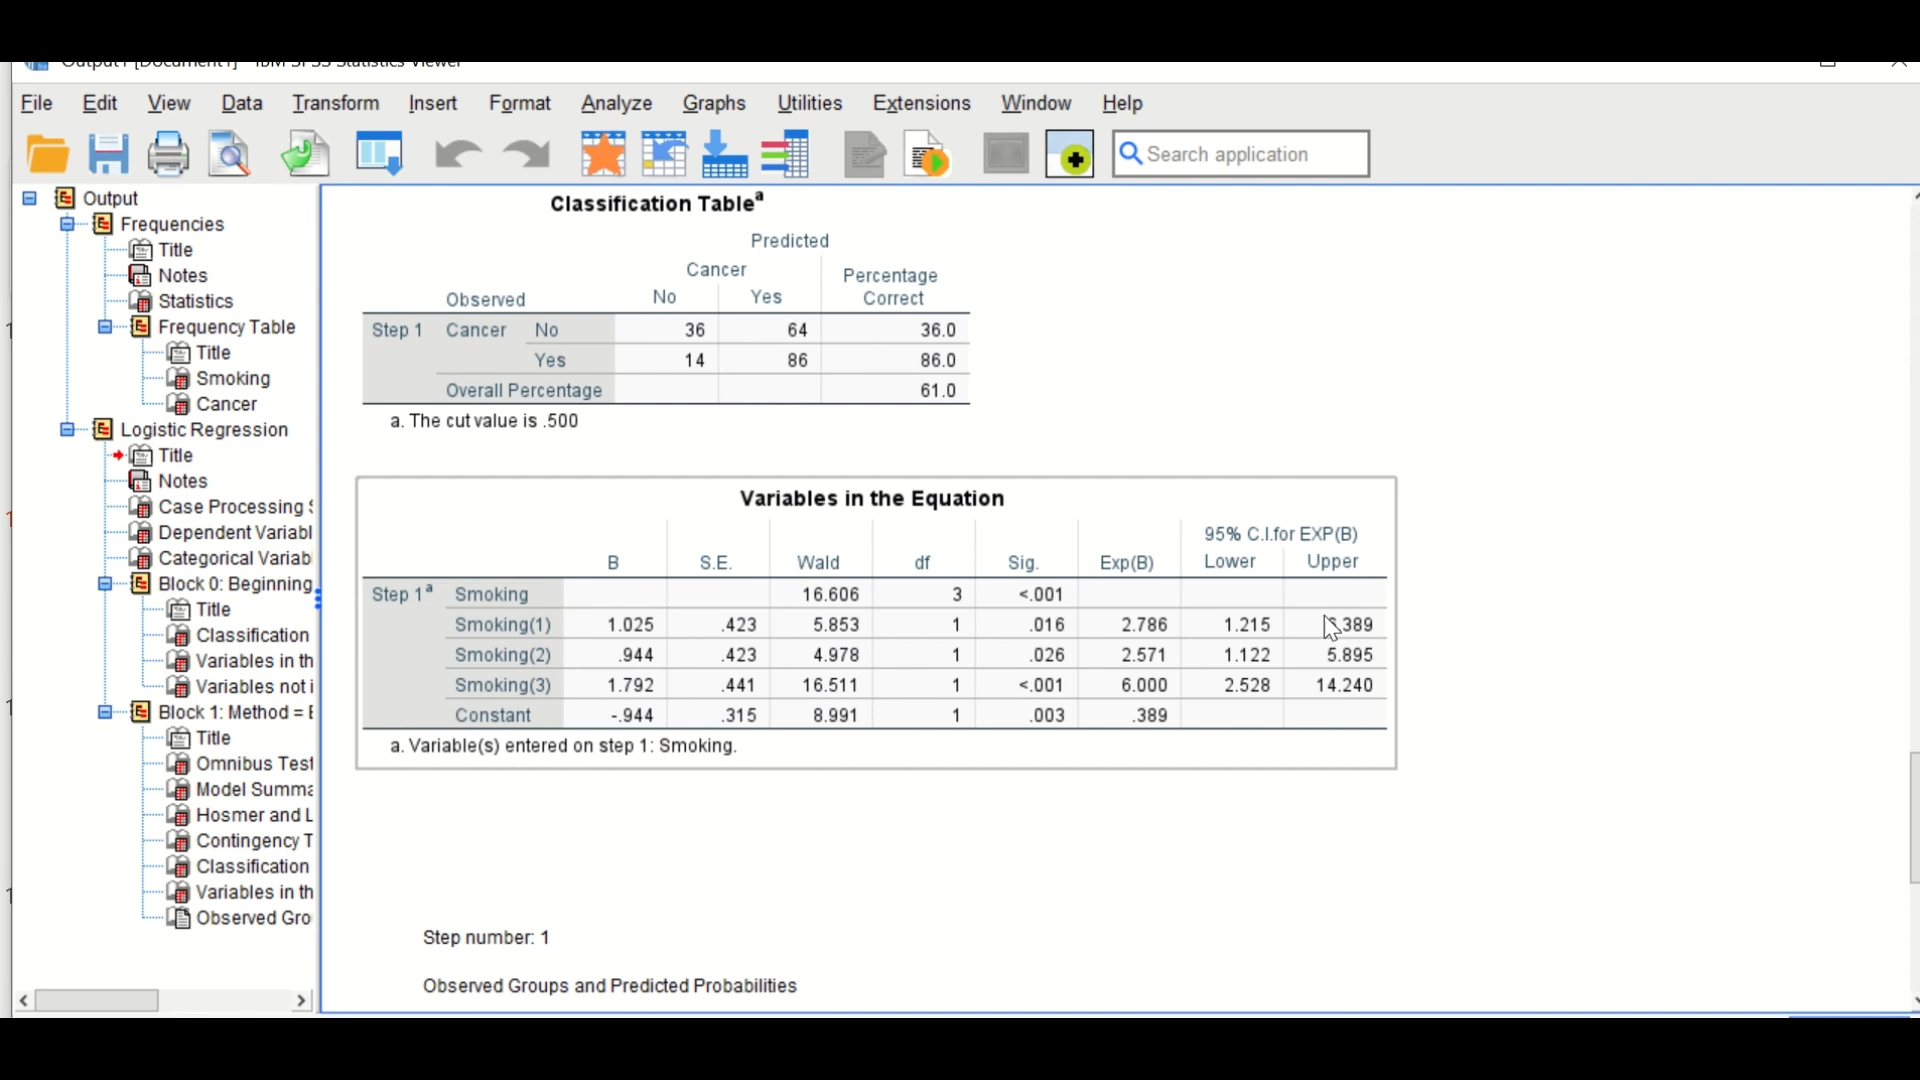 Output1 [Document1] - IBM SPSS Statistics Viewer
File Edit View Data Transform Insert Format Analyze Graphs Utilities Extensions Window Help
Search application
Output
Frequencies
Title
Notes
Statistics
Frequency Table
Title
Smoking
Cancer
Logistic Regression
Title
Notes
Case Processing
Dependent Variabl
Categorical Variab
Block 0: Beginning
Title
Classification
Variables in th
Variables not i
Block 1: Method =
Title
Omnibus Test
Model Summa
Hosmer and L
Contingency T
Classification
Variables in th
Observed Gro
Classification Tableᵃ
Predicted
Cancer Percentage
Observed No Yes Correct
Step 1 Cancer No 36 64 36.0
Yes 14 86 86.0
Overall Percentage 61.0
a. The cut value is .500
Variables in the Equation
95% C.I.for EXP(B)
B S.E. Wald df Sig. Exp(B) Lower Upper
Step 1ᵃ Smoking 16.606 3 <.001
Smoking(1) 1.025 .423 5.853 1 .016 2.786 1.215 .389
Smoking(2) .944 .423 4.978 1 .026 2.571 1.122 5.895
Smoking(3) 1.792 .441 16.511 1 <.001 6.000 2.528 14.240
Constant -.944 .315 8.991 1 .003 .389
a. Variable(s) entered on step 1: Smoking.
Step number: 1
Observed Groups and Predicted Probabilities